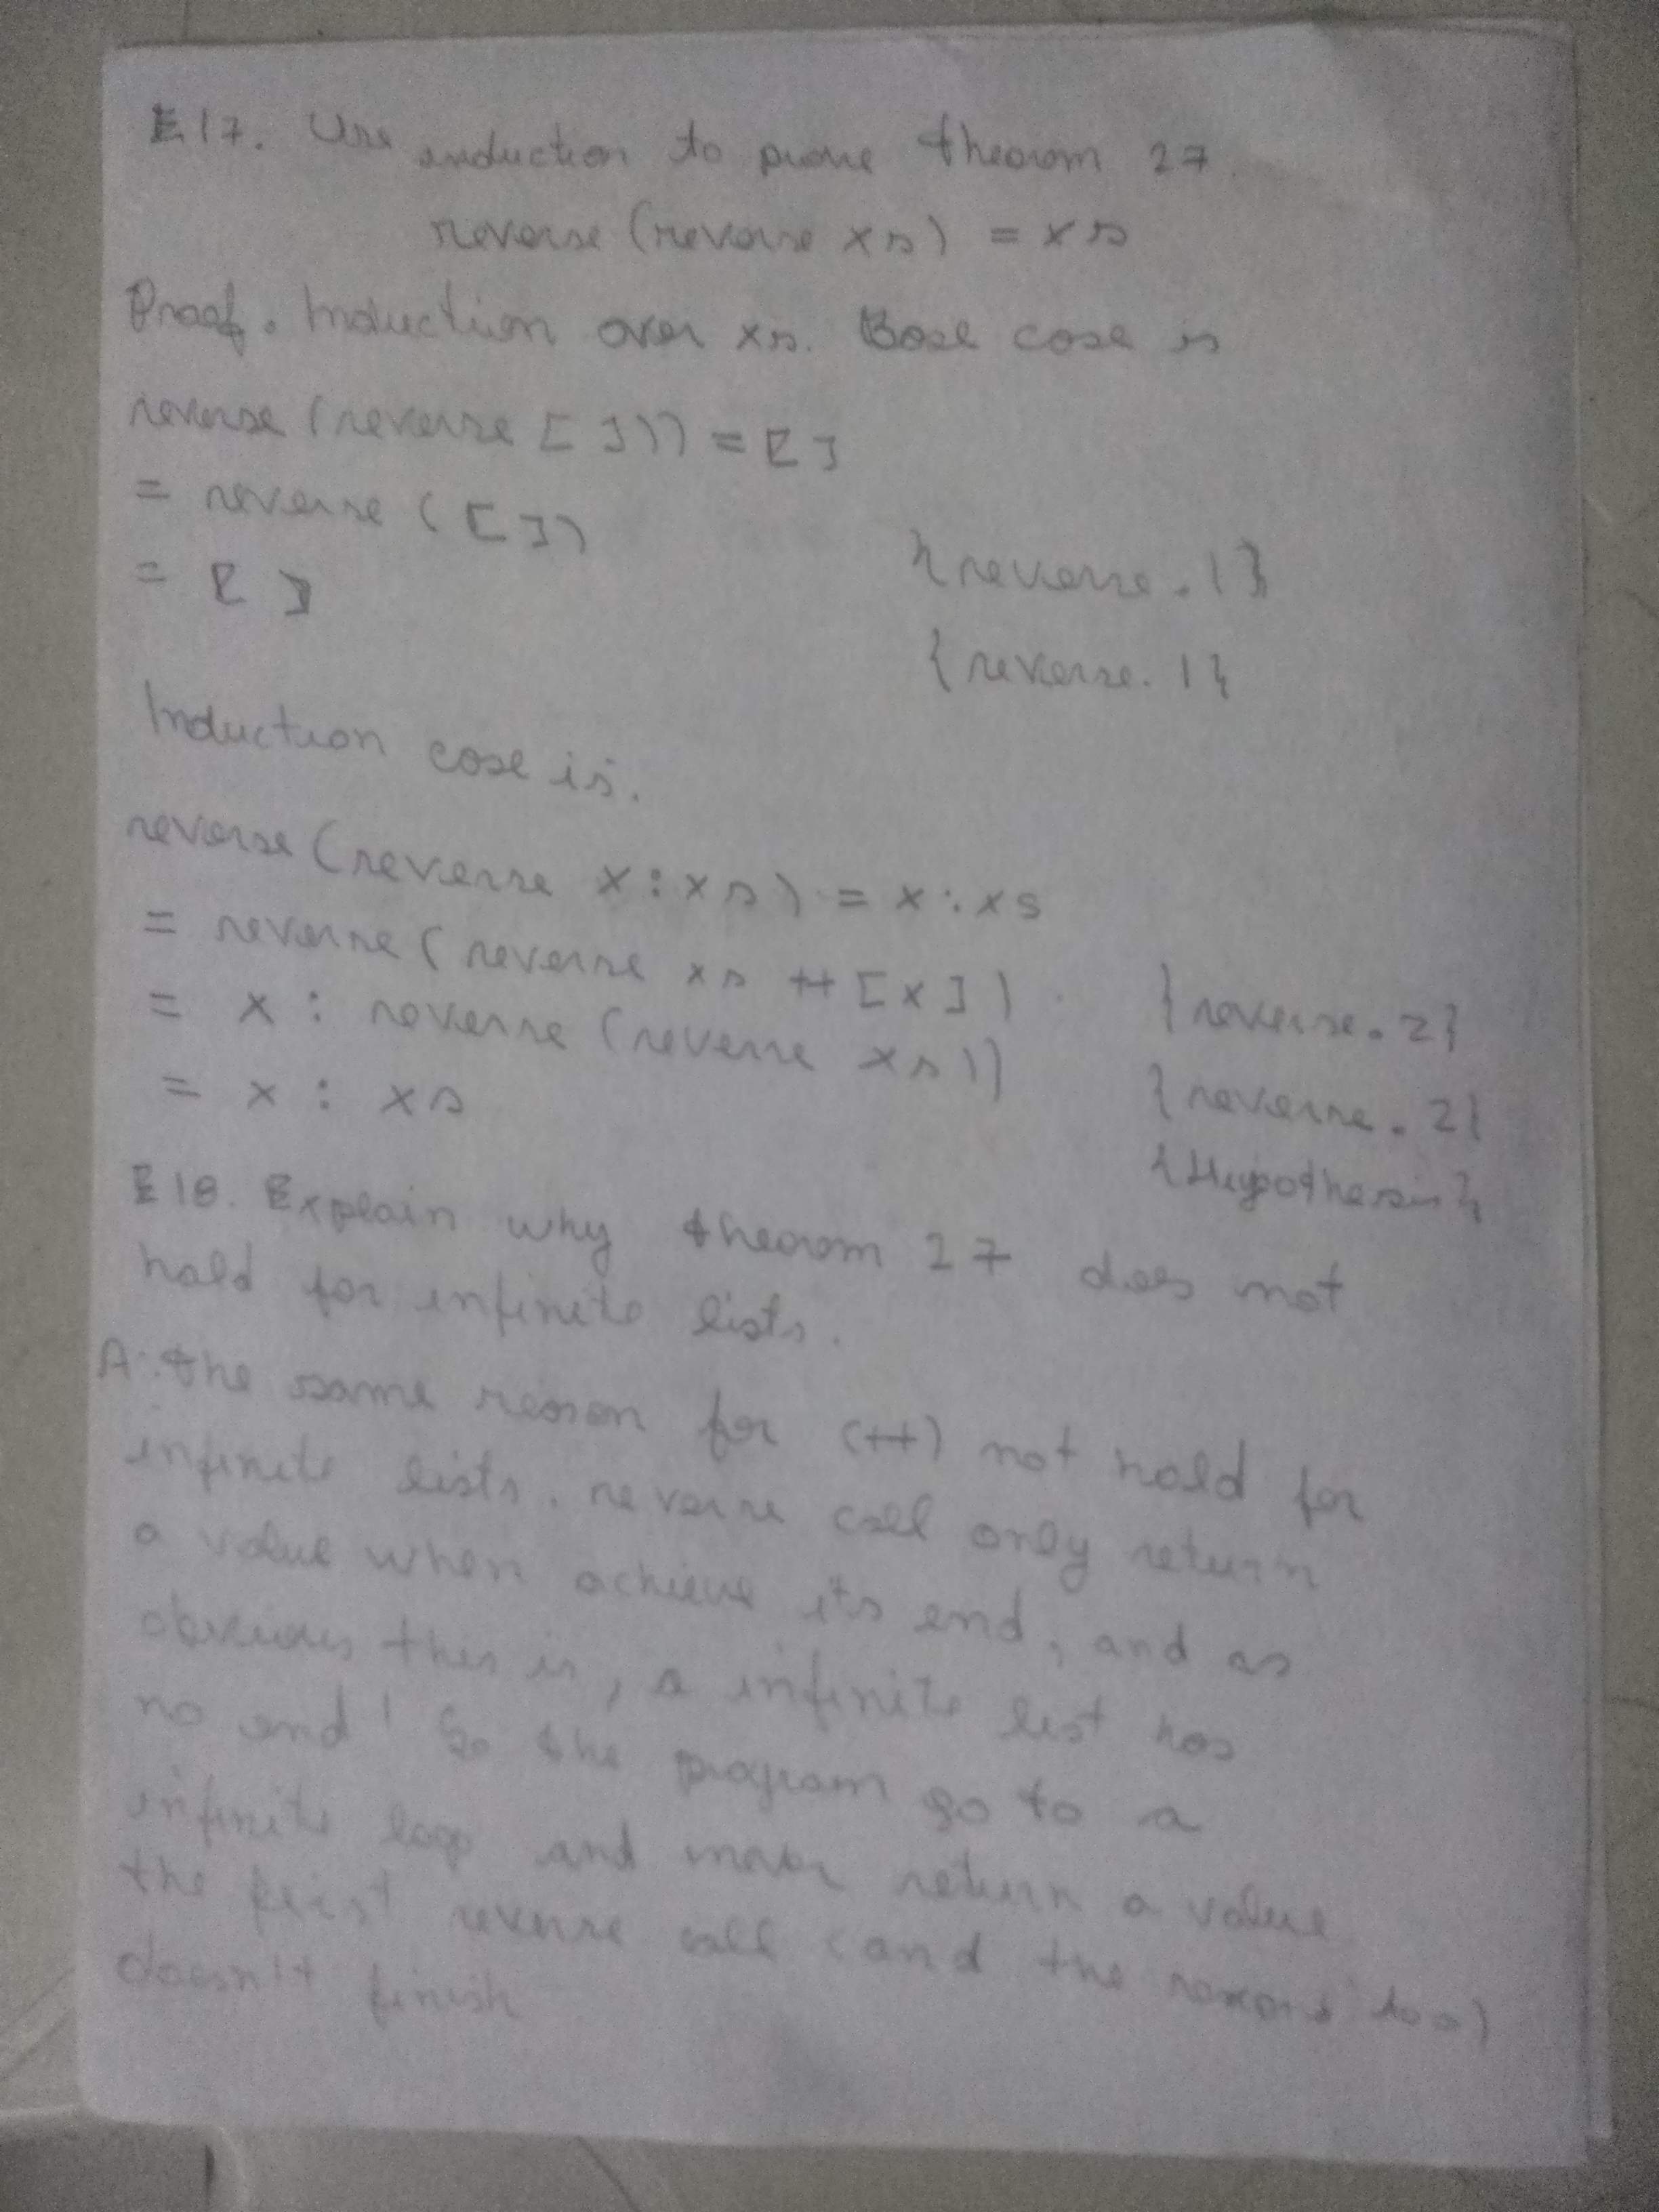 E17. Use induction to prove theorom 27.
reverse (reverse xs) = xs
Proof. Induction over xs. Base case is
reverse (reverse [ ])) = [ ]
= reverse ([ ]) {reverse.1}
= [ ] {reverse.1}
Induction case is.
reverse (reverse x:xs) = x:xs
= reverse (reverse xs ++ [x]) {reverse.2}
= x : reverse (reverse xs)) {reverse.2}
= x : xs {Hypothesis}
E18. Explain why theorom 27 does not
hold for infinite lists.
A: the same reason for (++) not hold for
infinite lists. reverse call only return
a value when achieve its end, and as
obvious this is, a infinite list has
no end! So the program go to a
infinite loop and return a value
the first reverse call (and the too)
doesn't finish